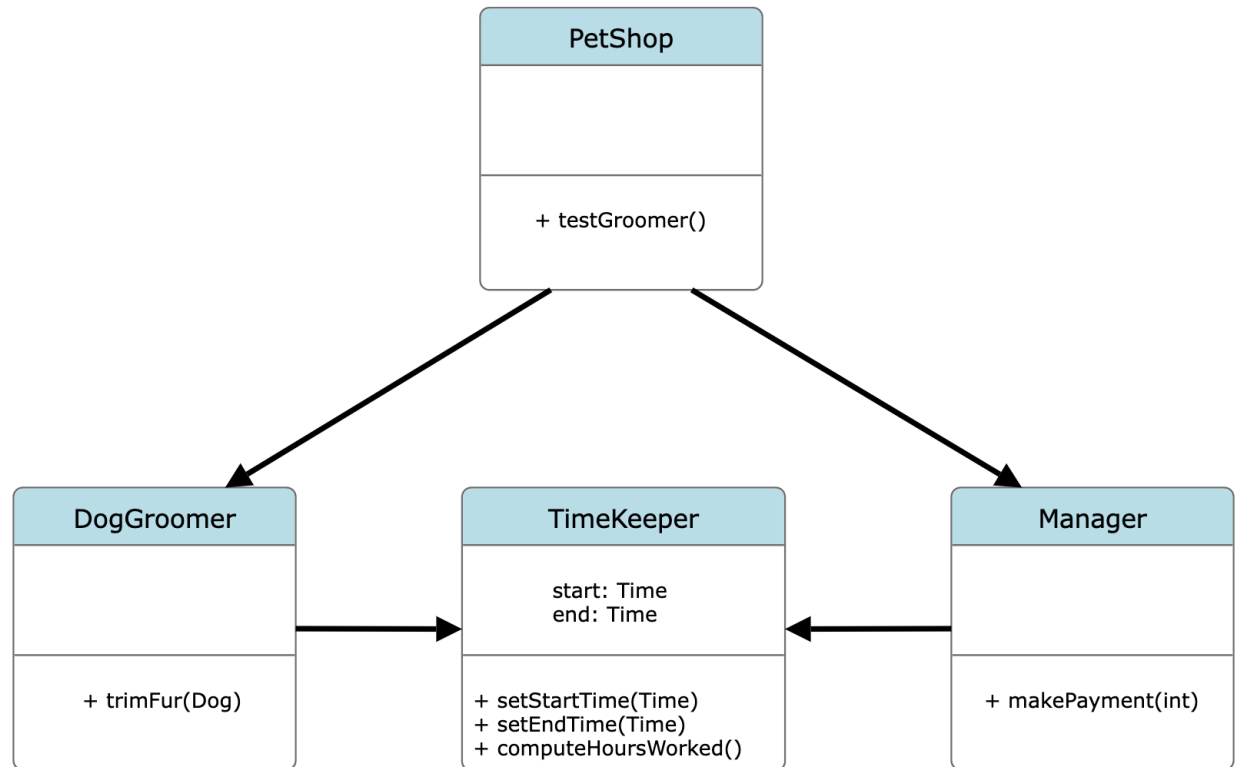 PetShop
+ testGroomer()
DogGroomer
+ trimFur(Dog)
TimeKeeper
start: Time
end: Time
+ setStartTime(Time)
+ setEndTime(Time)
+ computeHoursWorked()
Manager
+ makePayment(int)